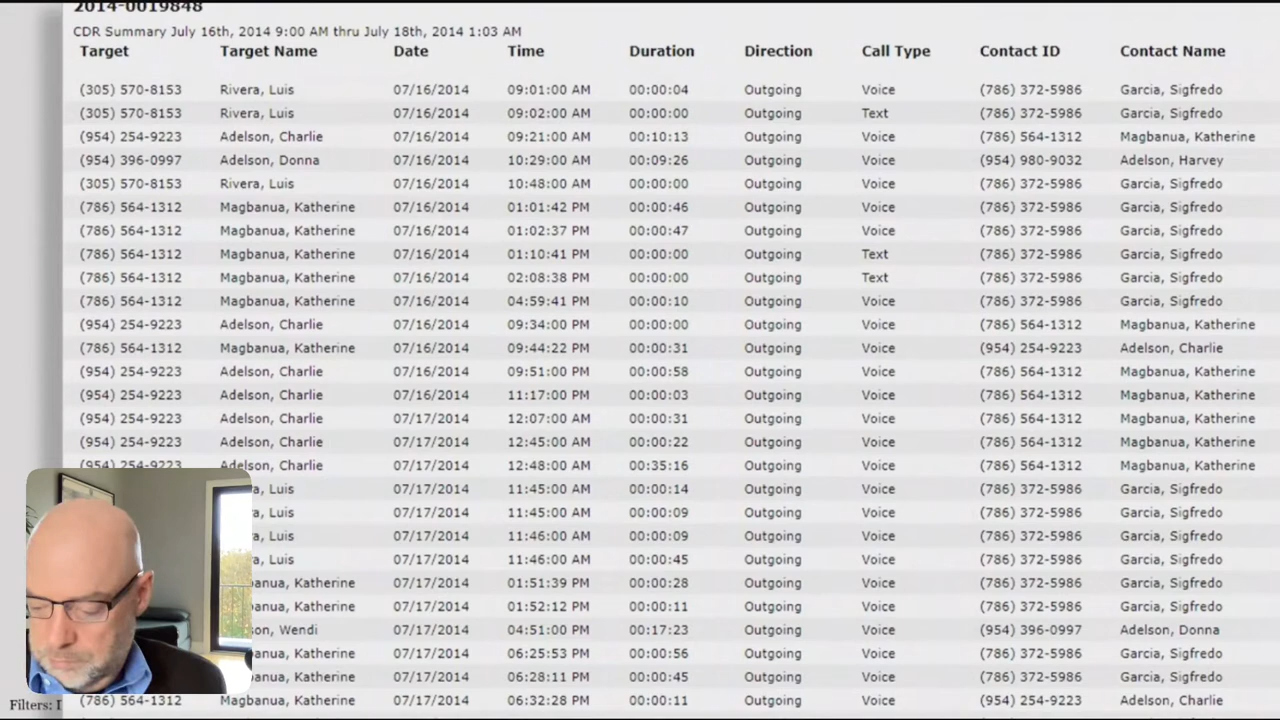 2014-0019848
CDR Summary July 16th, 2014 9:00 AM thru July 18th, 2014 1:03 AM
Target Target Name Date Time Duration Direction Call Type Contact ID Contact Name
(305) 570-8153 Rivera, Luis 07/16/2014 09:01:00 AM 00:00:04 Outgoing Voice (786) 372-5986 Garcia, Sigfredo
(305) 570-8153 Rivera, Luis 07/16/2014 09:02:00 AM 00:00:00 Outgoing Text (786) 372-5986 Garcia, Sigfredo
(954) 254-9223 Adelson, Charlie 07/16/2014 09:21:00 AM 00:10:13 Outgoing Voice (786) 564-1312 Magbanua, Katherine
(954) 396-0997 Adelson, Donna 07/16/2014 10:29:00 AM 00:09:26 Outgoing Voice (954) 980-9032 Adelson, Harvey
(305) 570-8153 Rivera, Luis 07/16/2014 10:48:00 AM 00:00:00 Outgoing Voice (786) 372-5986 Garcia, Sigfredo
(786) 564-1312 Magbanua, Katherine 07/16/2014 01:01:42 PM 00:00:46 Outgoing Voice (786) 372-5986 Garcia, Sigfredo
(786) 564-1312 Magbanua, Katherine 07/16/2014 01:02:37 PM 00:00:47 Outgoing Voice (786) 372-5986 Garcia, Sigfredo
(786) 564-1312 Magbanua, Katherine 07/16/2014 01:10:41 PM 00:00:00 Outgoing Text (786) 372-5986 Garcia, Sigfredo
(786) 564-1312 Magbanua, Katherine 07/16/2014 02:08:38 PM 00:00:00 Outgoing Text (786) 372-5986 Garcia, Sigfredo
(786) 564-1312 Magbanua, Katherine 07/16/2014 04:59:41 PM 00:00:10 Outgoing Voice (786) 372-5986 Garcia, Sigfredo
(954) 254-9223 Adelson, Charlie 07/16/2014 09:34:00 PM 00:00:00 Outgoing Voice (786) 564-1312 Magbanua, Katherine
(786) 564-1312 Magbanua, Katherine 07/16/2014 09:44:22 PM 00:00:31 Outgoing Voice (954) 254-9223 Adelson, Charlie
(954) 254-9223 Adelson, Charlie 07/16/2014 09:51:00 PM 00:00:58 Outgoing Voice (786) 564-1312 Magbanua, Katherine
(954) 254-9223 Adelson, Charlie 07/16/2014 11:17:00 PM 00:00:03 Outgoing Voice (786) 564-1312 Magbanua, Katherine
(954) 254-9223 Adelson, Charlie 07/17/2014 12:07:00 AM 00:00:31 Outgoing Voice (786) 564-1312 Magbanua, Katherine
(954) 254-9223 Adelson, Charlie 07/17/2014 12:45:00 AM 00:00:22 Outgoing Voice (786) 564-1312 Magbanua, Katherine
(954) 254-9223 Adelson, Charlie 07/17/2014 12:48:00 AM 00:35:16 Outgoing Voice (786) 564-1312 Magbanua, Katherine
a, Luis 07/17/2014 11:45:00 AM 00:00:14 Outgoing Voice (786) 372-5986 Garcia, Sigfredo
a, Luis 07/17/2014 11:45:00 AM 00:00:09 Outgoing Voice (786) 372-5986 Garcia, Sigfredo
a, Luis 07/17/2014 11:46:00 AM 00:00:09 Outgoing Voice (786) 372-5986 Garcia, Sigfredo
a, Luis 07/17/2014 11:46:00 AM 00:00:45 Outgoing Voice (786) 372-5986 Garcia, Sigfredo
banua, Katherine 07/17/2014 01:51:39 PM 00:00:28 Outgoing Voice (786) 372-5986 Garcia, Sigfredo
banua, Katherine 07/17/2014 01:52:12 PM 00:00:11 Outgoing Voice (786) 372-5986 Garcia, Sigfredo
son, Wendi 07/17/2014 04:51:00 PM 00:17:23 Outgoing Voice (954) 396-0997 Adelson, Donna
banua, Katherine 07/17/2014 06:25:53 PM 00:00:56 Outgoing Voice (786) 372-5986 Garcia, Sigfredo
banua, Katherine 07/17/2014 06:28:11 PM 00:00:45 Outgoing Voice (786) 372-5986 Garcia, Sigfredo
(786) 564-1312 Magbanua, Katherine 07/17/2014 06:32:28 PM 00:00:11 Outgoing Voice (954) 254-9223 Adelson, Charlie
Filters: